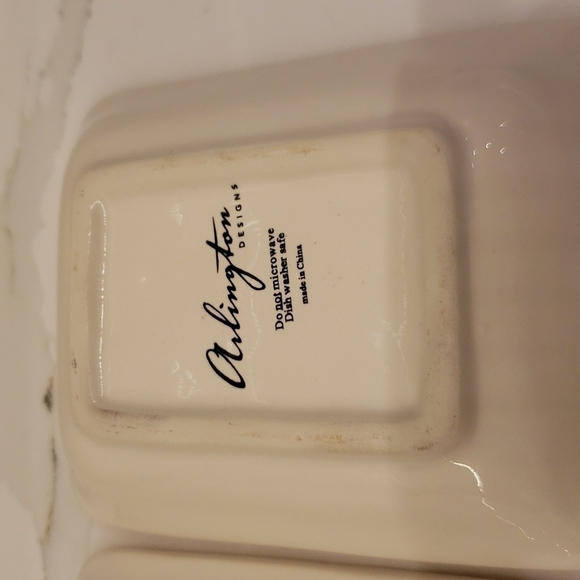 Arlington
DESIGNS
Do not microwave
Dish washer safe
made in China